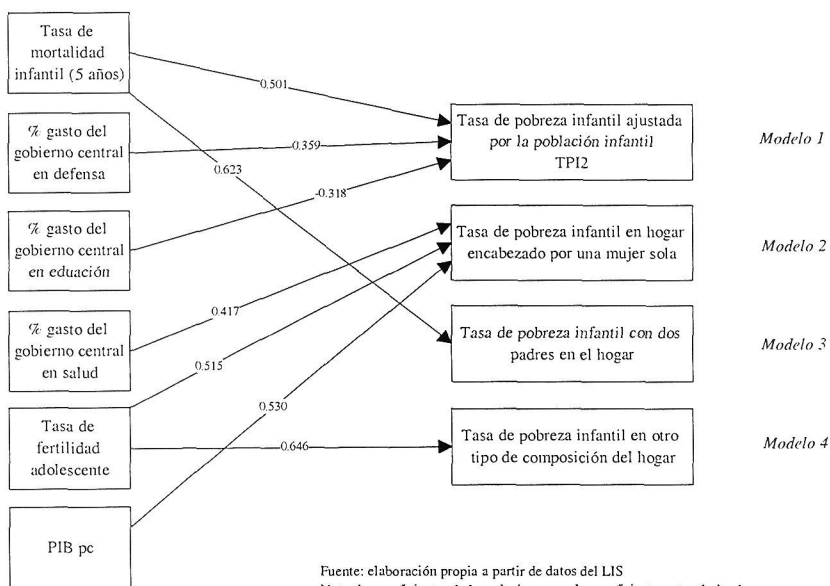 Tasa de
mortalidad
infantil (5 años)
% gasto del
gobierno central
en defensa
% gasto del
gobierno central
en eduación
% gasto del
gobierno central
en salud
Tasa de
fertilidad
adolescente
PIB pc
0.501
0.359
0.623
-0.318
0.417
0.515
0.530
0.646
Tasa de pobreza infantil ajustada
por la población infantil
TPI2
Modelo 1
Tasa de pobreza infantil en hogar
encabezado por una mujer sola
Modelo 2
Tasa de pobreza infantil con dos
padres en el hogar
Modelo 3
Tasa de pobreza infantil en otro
tipo de composición del hogar
Modelo 4
Fuente: elaboración propia a partir de datos del LIS